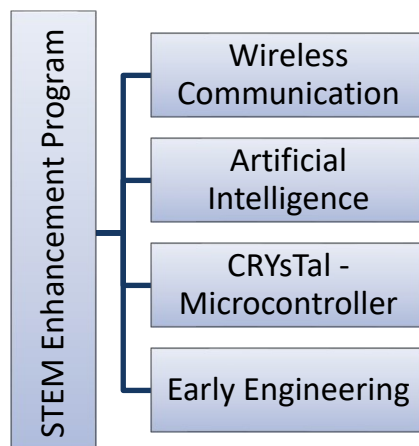 STEM Enhancement Program
Wireless
Communication
Artificial
Intelligence
CRYsTal -
Microcontroller
Early Engineering